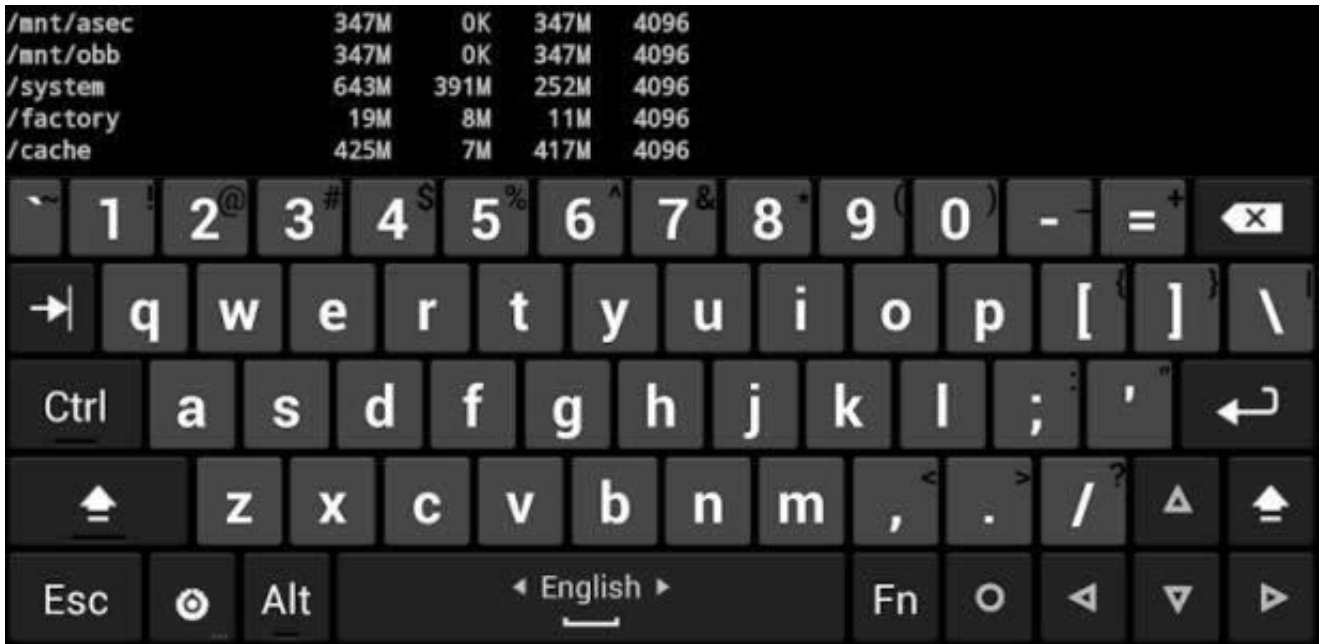 /mnt/asec 347M 0K 347M 4096
/mnt/obb 347M 0K 347M 4096
/system 643M 391M 252M 4096
/factory 19M 8M 11M 4096
/cache 425M 7M 417M 4096
` ~ 1 ! 2 @ 3 # 4 $ 5 % 6 ^ 7 & 8 * 9 ( 0 ) - _ = +
q w e r t y u i o p [ { ] } \ |
Ctrl a s d f g h j k l ; : ' "
z x c v b n m , < . > / ?
Esc ... Alt English Fn